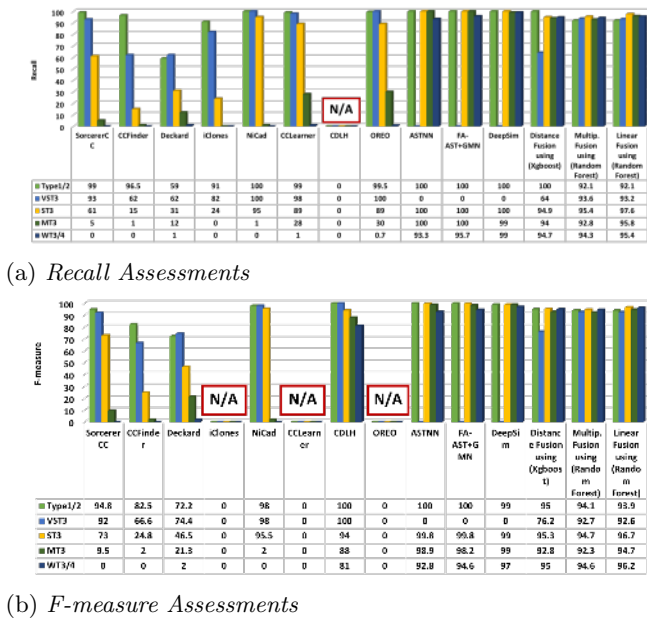 100
90
80
70
60
50
40
30
20
10
0
Recall
N/A
SorcererC
C
CCFinder
Deckard
iClones
NiCad
CCLearner
CDLH
OREO
ASTNN
FA-
AST+GMN
DeepSim
Distance
Fusion
using
(Xgboost)
Multip.
Fusion
using
(Random
Forest)
Linear
Fusion
using
(Random
Forest)
Type1/2 99 96.5 59 91 100 99 0 99.5 100 100 100 100 92.1 92.1
VST3 93 62 62 82 100 98 0 100 0 0 0 64 93.6 93.2
ST3 61 15 31 24 95 89 0 89 100 100 100 94.9 95.4 97.6
MT3 5 1 12 0 1 28 0 30 100 100 99 94 92.8 95.8
WT3/4 0 0 1 0 0 1 0 0.7 93.3 95.7 99 94.7 94.3 95.4
(a) Recall Assessments
100
90
80
70
60
50
40
30
20
10
0
F-measure
N/A N/A N/A
Sorcerer
CC
CCFinde
r
Deckard
iClones
NiCad
CCLearn
er
CDLH
OREO
ASTNN
FA-
AST+G
MN
DeepSi
m
Distanc
e Fusion
using
(Xgboos
t)
Multip.
Fusion
using
(Rando
m
Forest)
Linear
Fusion
using
(Rando
m
Forest)
Type1/2 94.8 82.5 72.2 0 98 0 100 0 100 100 99 95 94.1 93.9
VST3 92 66.6 74.4 0 98 0 100 0 0 0 0 76.2 92.7 92.6
ST3 73 24.8 46.5 0 95.5 0 94 0 99.8 99.8 99 95.3 94.7 96.7
MT3 9.5 2 21.3 0 2 0 88 0 98.9 98.2 99 92.8 92.3 94.7
WT3/4 0 0 2 0 0 0 81 0 92.8 94.6 97 95 94.6 96.2
(b) F-measure Assessments